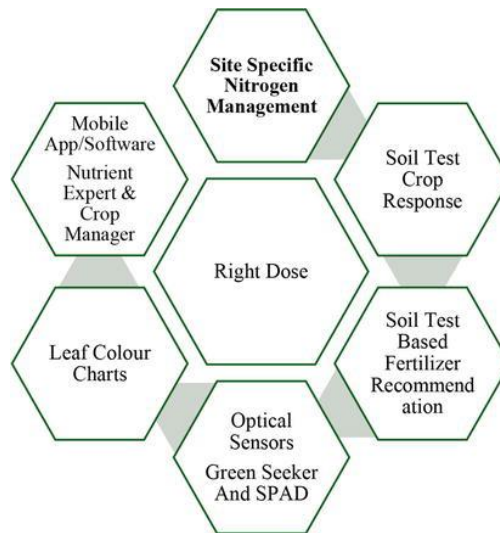 Site Specific
Nitrogen
Management
Mobile
App/Software
Nutrient
Expert &
Crop
Manager
Soil Test
Crop
Response
Right Dose
Leaf Colour
Charts
Soil Test
Based
Fertilizer
Recommend
ation
Optical
Sensors
Green Seeker
And SPAD